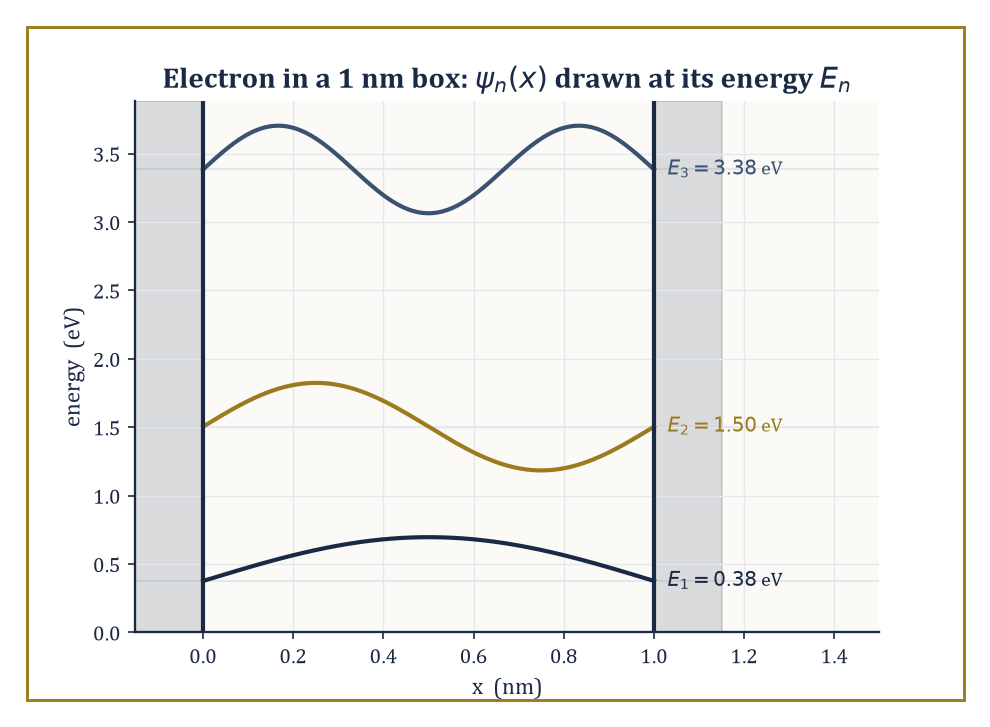 Electron in a 1 nm box: ψₙ(x) drawn at its energy Eₙ
energy (eV)
3.5
3.0
2.5
2.0
1.5
1.0
0.5
0.0
E₃ = 3.38 eV
E₂ = 1.50 eV
E₁ = 0.38 eV
0.0 0.2 0.4 0.6 0.8 1.0 1.2 1.4
x (nm)